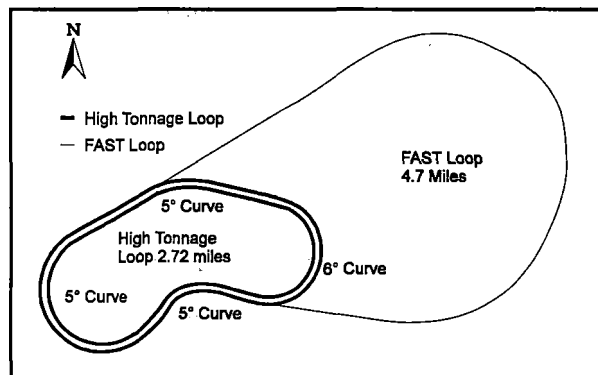 N
High Tonnage Loop
FAST Loop
FAST Loop
4.7 Miles
5° Curve
High Tonnage
Loop 2.72 miles
6° Curve
5° Curve
5° Curve